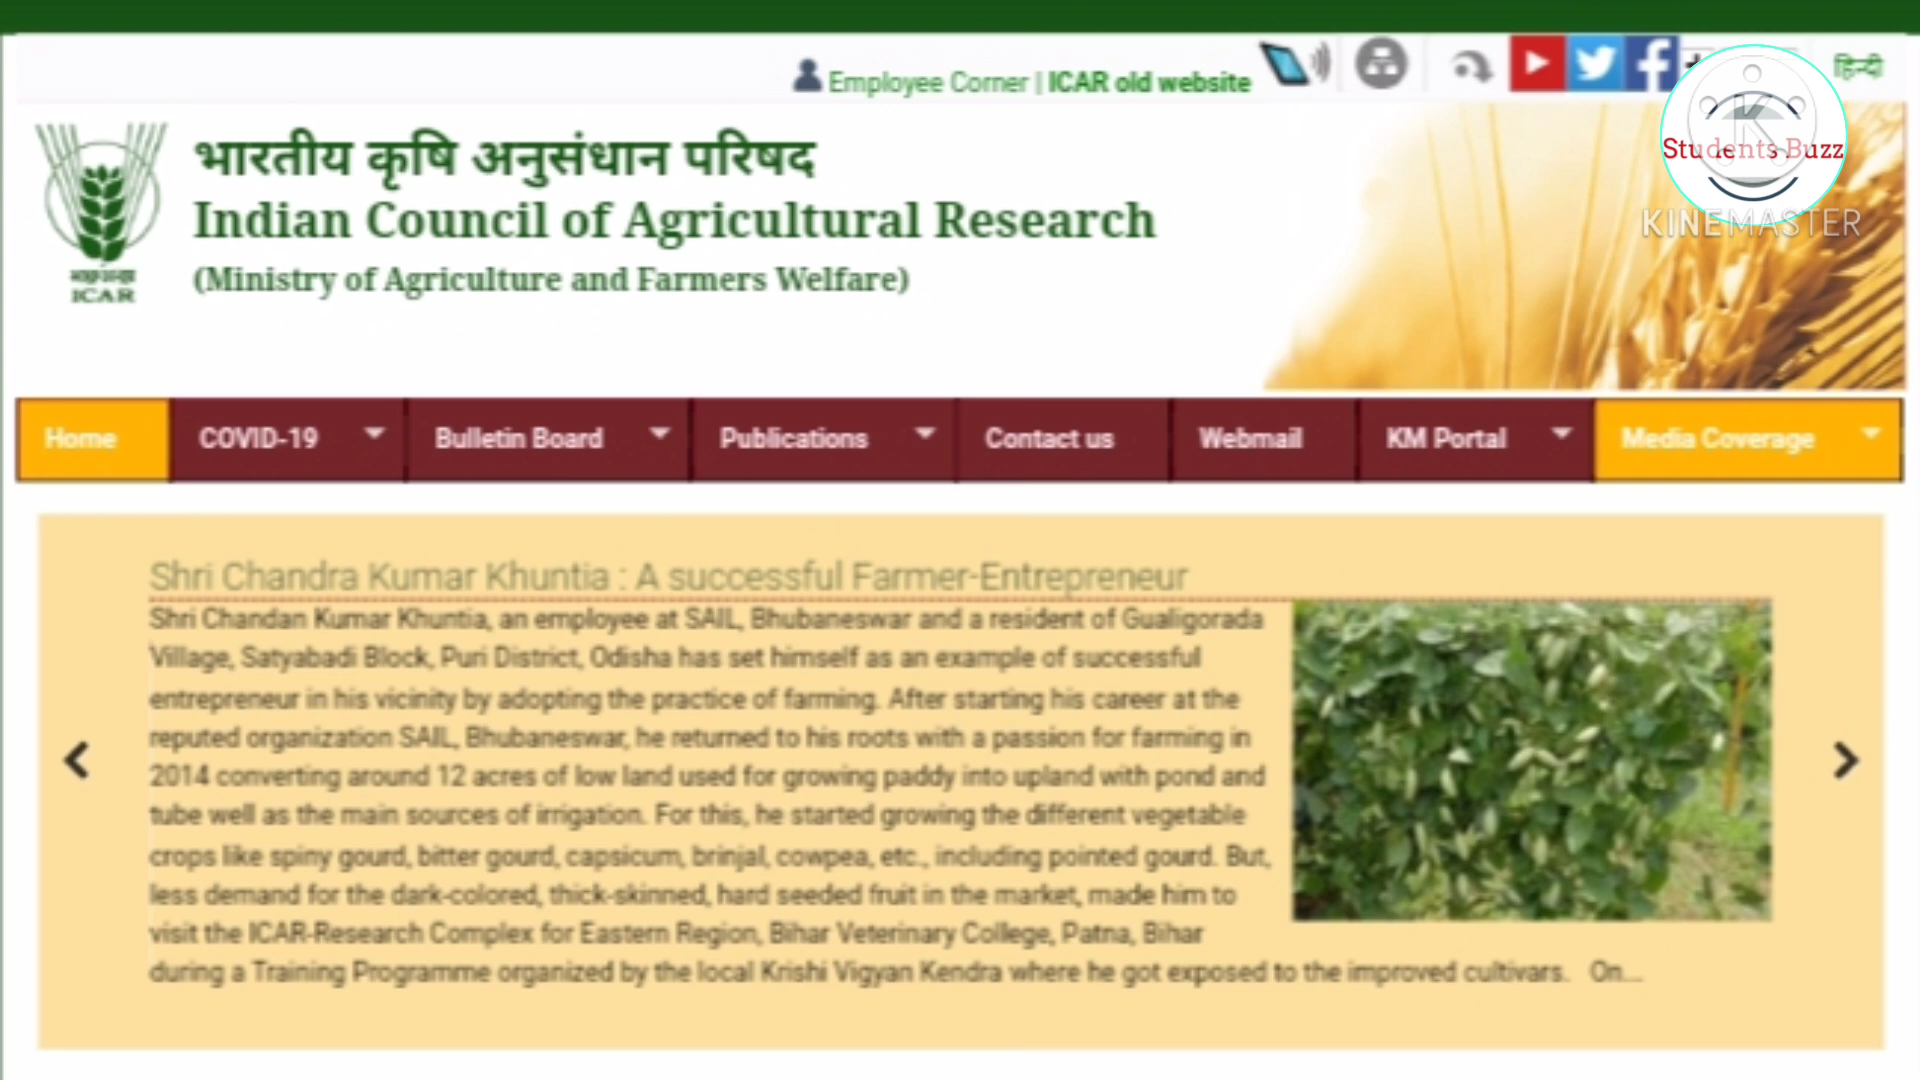 Employee Corner | ICAR old website
हिन्दी
Students Buzz
KINEMASTER
भारतीय कृषि अनुसंधान परिषद
Indian Council of Agricultural Research
(Ministry of Agriculture and Farmers Welfare)
ICAR
Home COVID-19 Bulletin Board Publications Contact us Webmail KM Portal Media Coverage
Shri Chandra Kumar Khuntia : A successful Farmer-Entrepreneur
Shri Chandan Kumar Khuntia, an employee at SAIL, Bhubaneswar and a resident of Gualigorada
Village, Satyabadi Block, Puri District, Odisha has set himself as an example of successful
entrepreneur in his vicinity by adopting the practice of farming. After starting his career at the
reputed organization SAIL, Bhubaneswar, he returned to his roots with a passion for farming in
2014 converting around 12 acres of low land used for growing paddy into upland with pond and
tube well as the main sources of irrigation. For this, he started growing the different vegetable
crops like spiny gourd, bitter gourd, capsicum, brinjal, cowpea, etc., including pointed gourd. But,
less demand for the dark-colored, thick-skinned, hard seeded fruit in the market, made him to
visit the ICAR-Research Complex for Eastern Region, Bihar Veterinary College, Patna, Bihar
during a Training Programme organized by the local Krishi Vigyan Kendra where he got exposed to the improved cultivars. On...